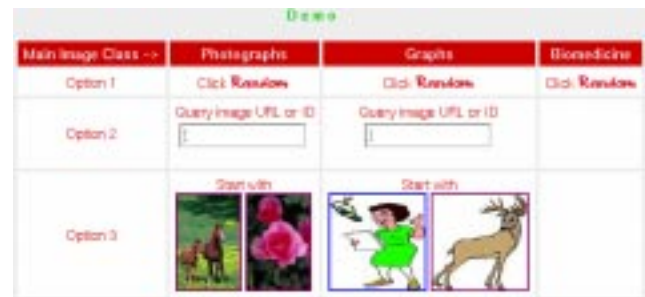 Demo
Main Image Class --> Photographs Graphs Biomedicine
Option 1 Click Random Click Random Click Random
Option 2 Query image URL or ID Query image URL or ID
Option 3 Start with Start with